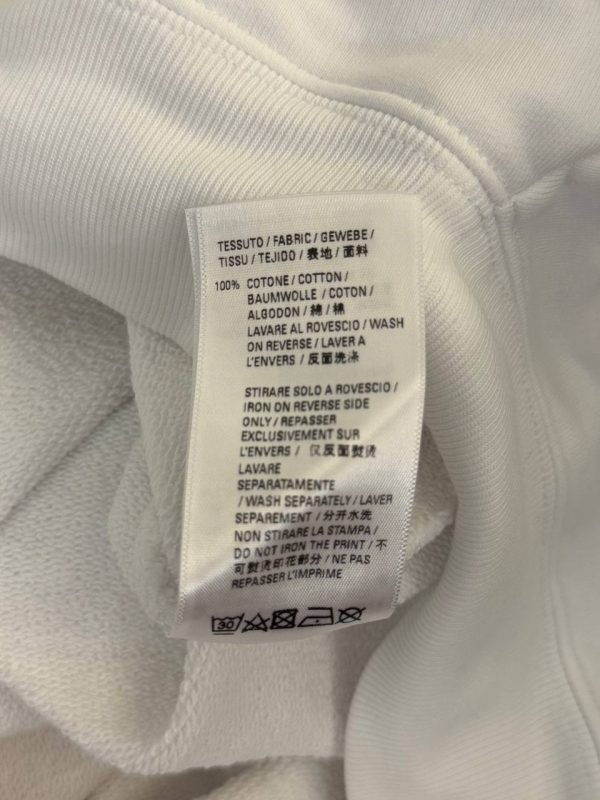 TESSUTO / FABRIC / GEWEBE /
TISSU / TEJIDO / 表地 / 面料
100% COTONE / COTTON /
BAUMWOLLE / COTON /
ALGODON / 綿 / 棉
LAVARE AL ROVESCIO / WASH
ON REVERSE / LAVER A
L'ENVERS / 反面洗涤
STIRARE SOLO A ROVESCIO /
IRON ON REVERSE SIDE
ONLY / REPASSER
EXCLUSIVEMENT SUR
L'ENVERS / 仅反面熨烫
LAVARE
SEPARATAMENTE
/ WASH SEPARATELY / LAVER
SEPAREMENT / 分开水洗
NON STIRARE LA STAMPA /
DO NOT IRON THE PRINT / 不
可熨烫印花部分 / NE PAS
REPASSER L'IMPRIME
30